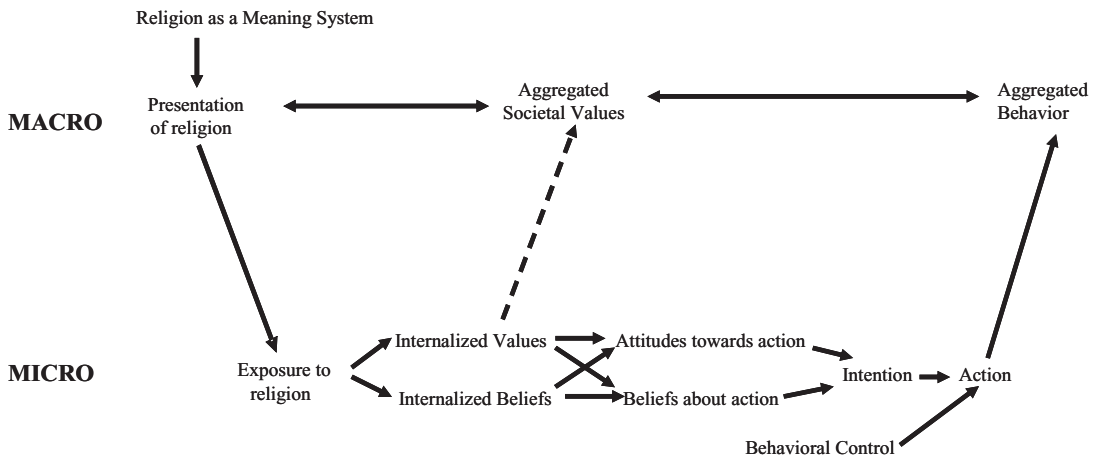 Religion as a Meaning System
MACRO
Presentation
of religion
Aggregated
Societal Values
Aggregated
Behavior
MICRO
Exposure to
religion
Internalized Values
Internalized Beliefs
Attitudes towards action
Beliefs about action
Intention
Action
Behavioral Control